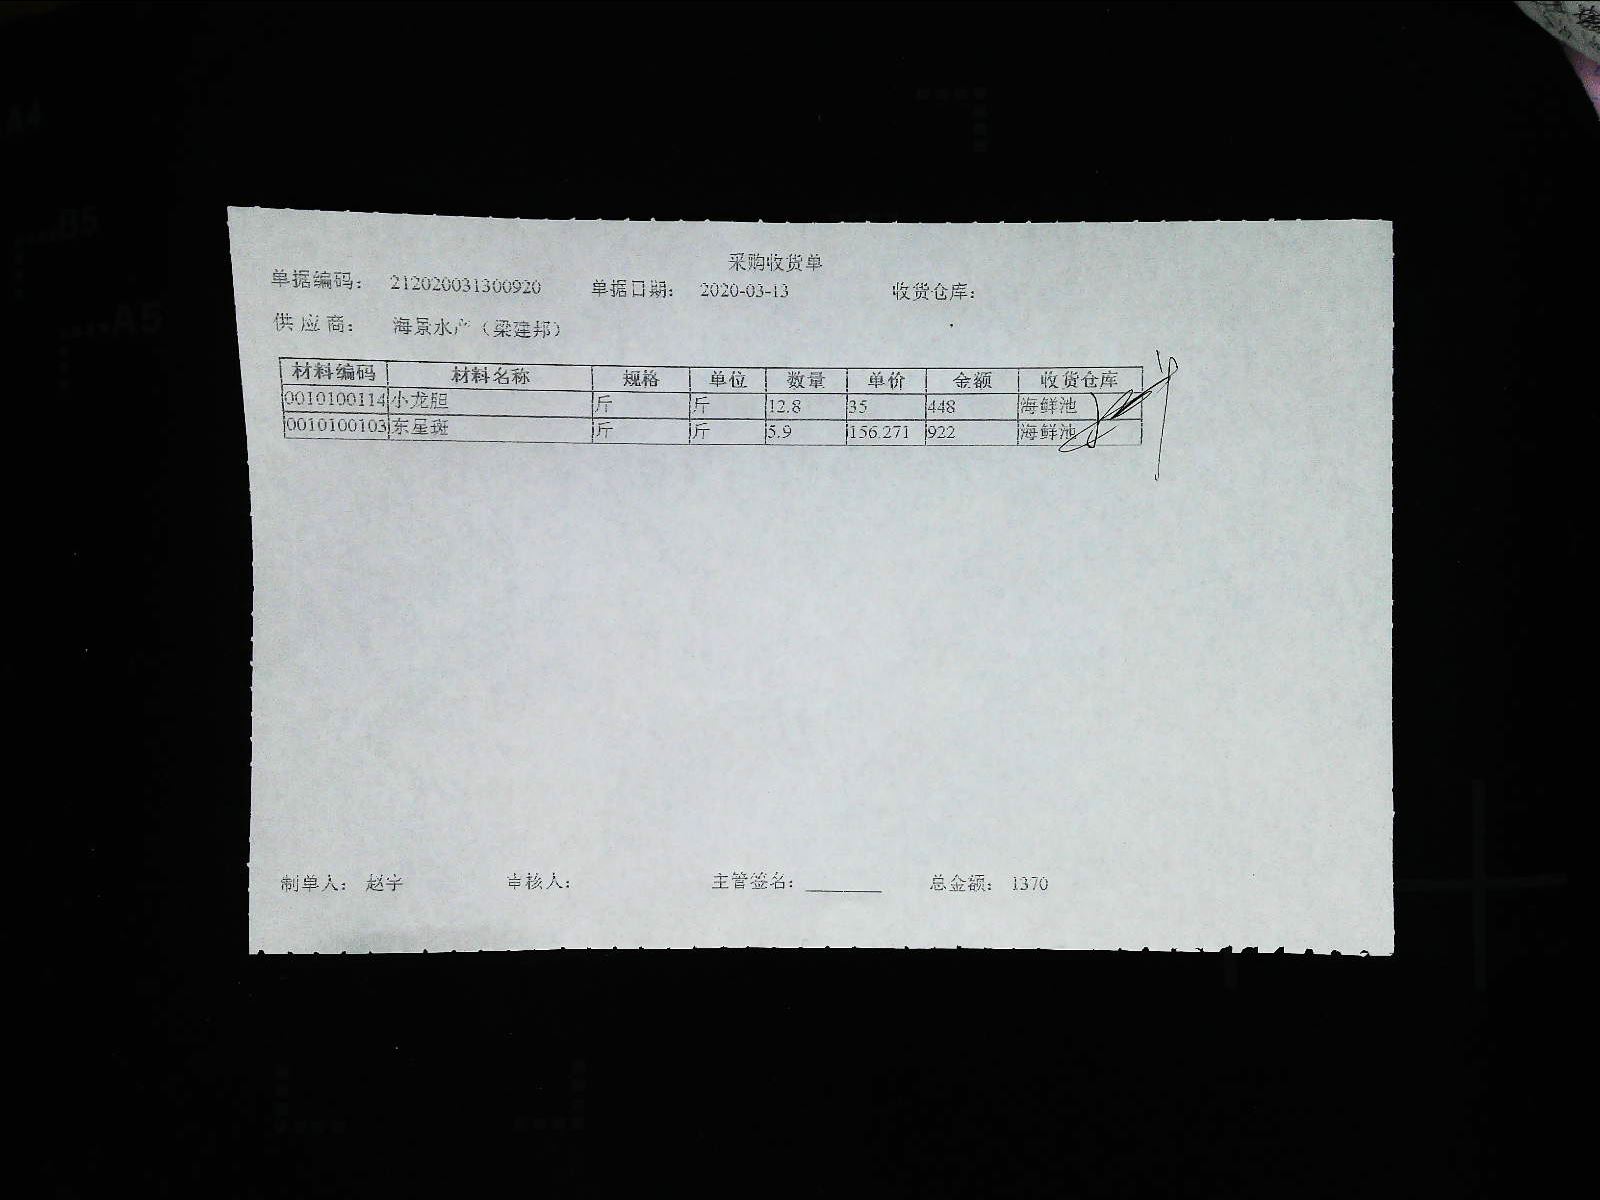 采购收货单
单据编码： 212020031300920 单据日期： 2020-03-13 收货仓库：
供应商： 海景水产（梁建邦）
材料编码 材料名称 规格 单位 数量 单价 金额 收货仓库
0010100114 小龙胆 斤 斤 12.8 35 448 海鲜池
0010100103 东星斑 斤 斤 5.9 156.271 922 海鲜池
制单人： 赵宇 审核人： 主管签名： ________ 总金额： 1370
A4
B5
A5